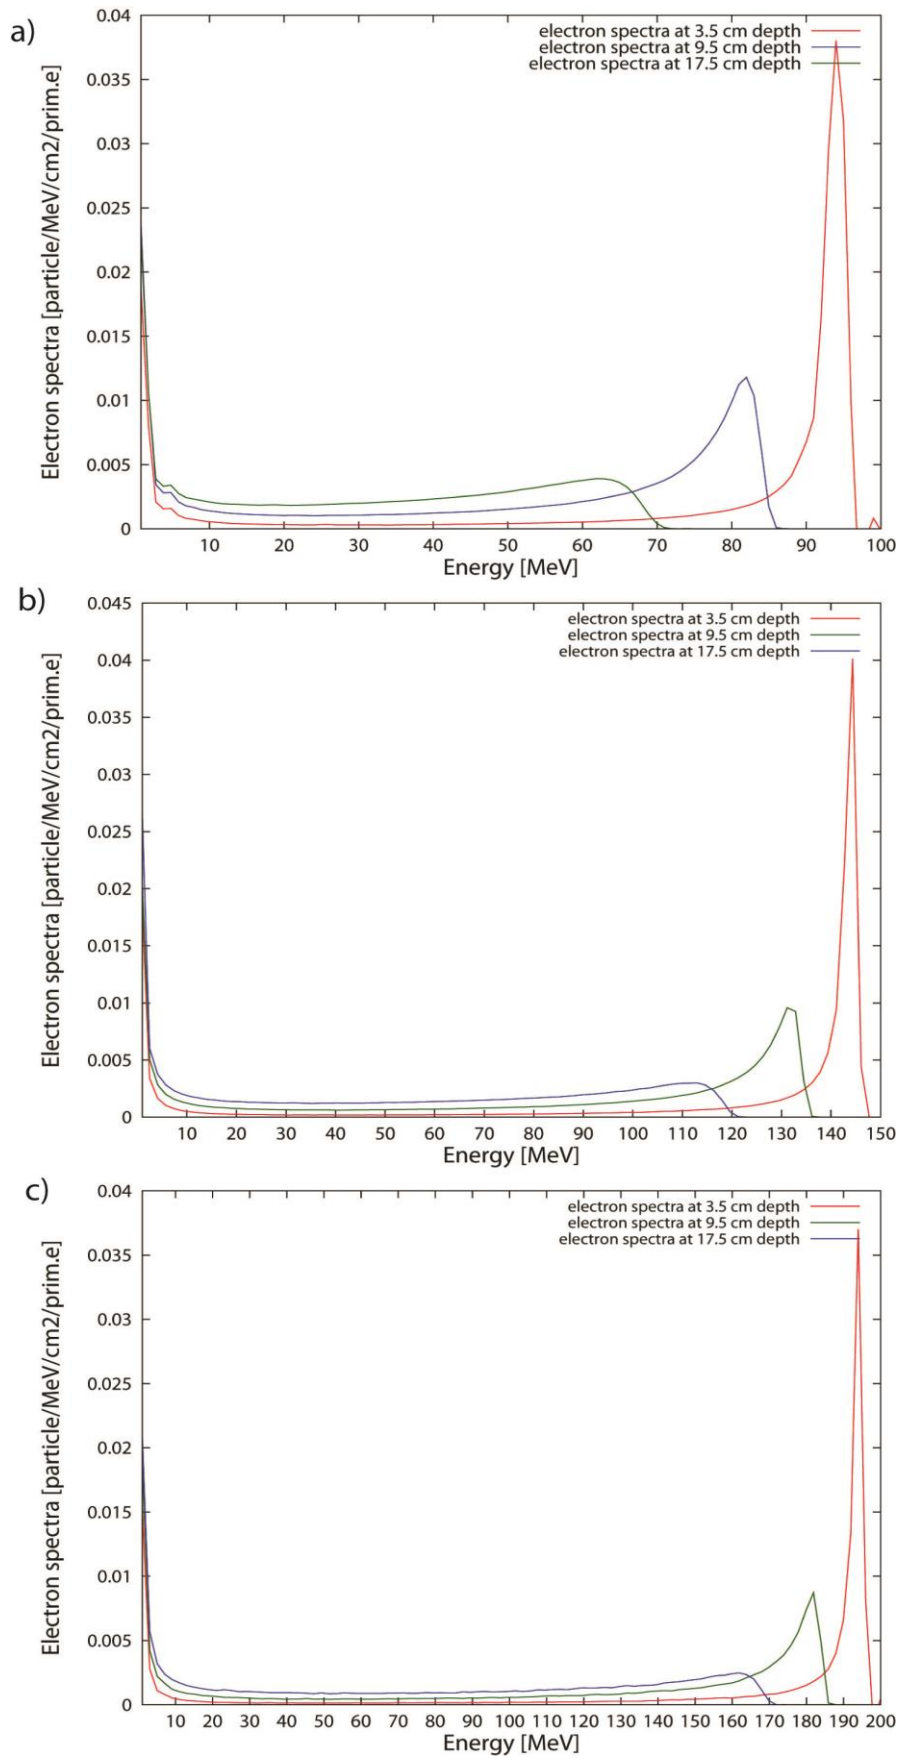 a)
electron spectra at 3.5 cm depth
electron spectra at 9.5 cm depth
electron spectra at 17.5 cm depth
Electron spectra [particle/MeV/cm2/prim.e]
0.04
0.035
0.03
0.025
0.02
0.015
0.01
0.005
0
10 20 30 40 50 60 70 80 90 100
Energy [MeV]
b)
electron spectra at 3.5 cm depth
electron spectra at 9.5 cm depth
electron spectra at 17.5 cm depth
Electron spectra [particle/MeV/cm2/prim.e]
0.045
0.04
0.035
0.03
0.025
0.02
0.015
0.01
0.005
0
10 20 30 40 50 60 70 80 90 100 110 120 130 140 150
Energy [MeV]
c)
electron spectra at 3.5 cm depth
electron spectra at 9.5 cm depth
electron spectra at 17.5 cm depth
Electron spectra [particle/MeV/cm2/prim.e]
0.04
0.035
0.03
0.025
0.02
0.015
0.01
0.005
0
10 20 30 40 50 60 70 80 90 100 110 120 130 140 150 160 170 180 190 200
Energy [MeV]